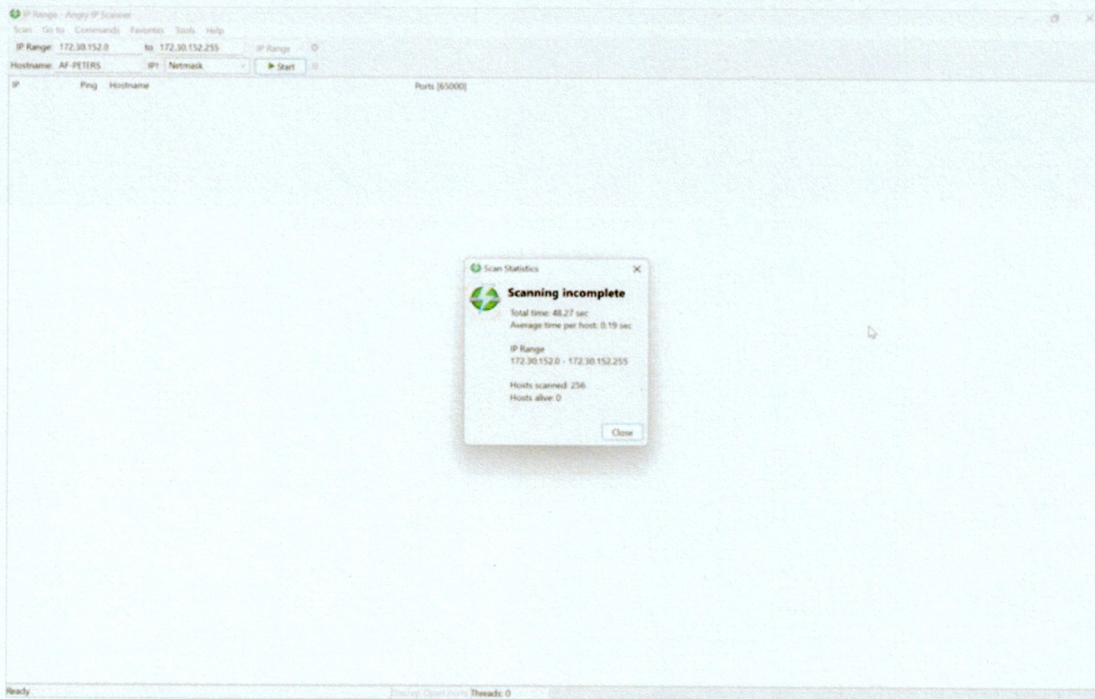 IP Range - Angry IP Scanner
Scan Go to Commands Favorites Tools Help
IP Range: 172.30.152.0 to 172.30.152.255 IP Range
Hostname: AF-PETERS IP↑ Netmask Start
IP Ping Hostname Ports [65000]
Scan Statistics
Scanning incomplete
Total time: 48.27 sec
Average time per host: 0.19 sec
IP Range
172.30.152.0 - 172.30.152.255
Hosts scanned: 256
Hosts alive: 0
Close
Ready Display: Open ports Threads: 0